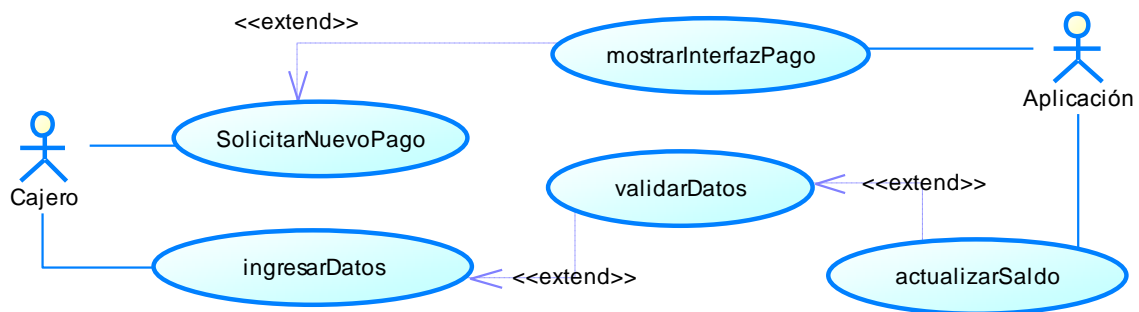 <<extend>>
mostrarInterfazPago
Aplicación
SolicitarNuevoPago
Cajero
validarDatos
<<extend>>
ingresarDatos
<<extend>>
actualizarSaldo